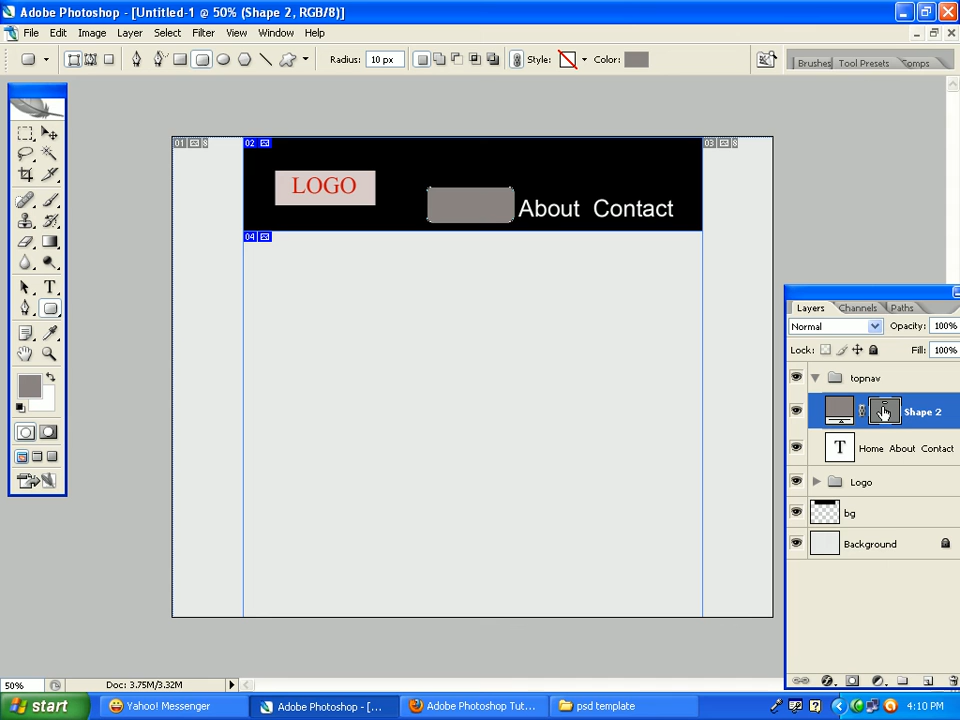 Adobe Photoshop - [Untitled-1 @ 50% (Shape 2, RGB/8)]
File Edit Image Layer Select Filter View Window Help
Radius: 10 px Style: Color: Brushes Tool Presets Comps
01 02 03
LOGO
About Contact
04
Layers Channels Paths
Normal Opacity: 100%
Lock: Fill: 100%
topnav
Shape 2
T Home About Contact
Logo
bg
Background
50% Doc: 3.75M/3.32M
start Yahoo! Messenger Adobe Photoshop - [... Adobe Photoshop Tut... psd template 4:10 PM